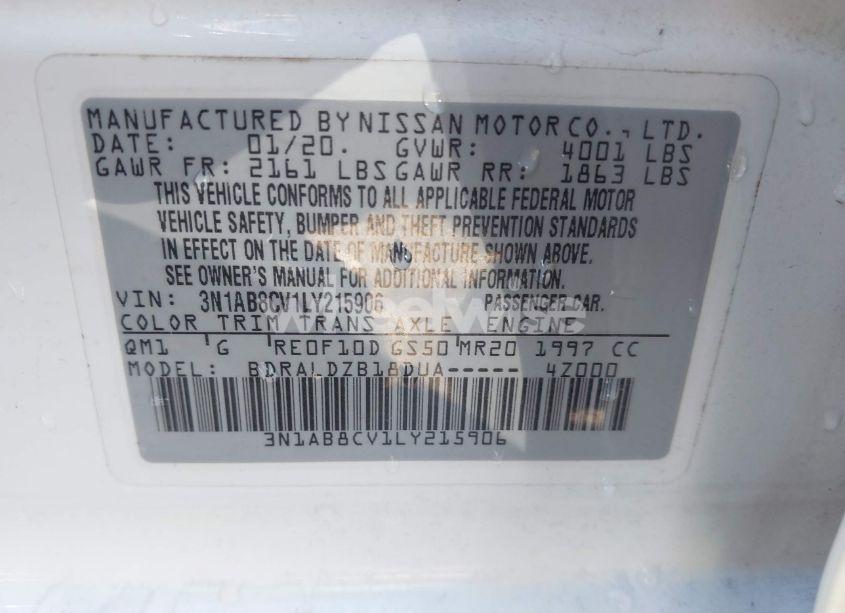 MANUFACTURED BY NISSAN MOTOR CO., LTD.
DATE: 01/20. GVWR: 4001 LBS
GAWR FR: 2161 LBS GAWR RR: 1863 LBS
THIS VEHICLE CONFORMS TO ALL APPLICABLE FEDERAL MOTOR
VEHICLE SAFETY, BUMPER AND THEFT PREVENTION STANDARDS
IN EFFECT ON THE DATE OF MANUFACTURE SHOWN ABOVE.
SEE OWNER'S MANUAL FOR ADDITIONAL INFORMATION.
VIN: 3N1AB8CV1LY215906 PASSENGER CAR.
COLOR TRIM TRANS AXLE ENGINE
QM1 'G 'RE0F10D GS50 'MR20 1997 CC
MODEL: BDRALDZB18DUA----- 4Z000
3N1AB8CV1LY215906